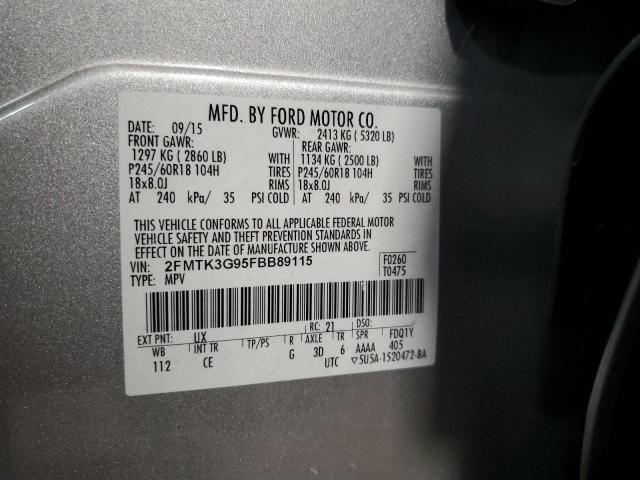 MFD. BY FORD MOTOR CO.
DATE: 09/15 GVWR: 2413 KG ( 5320 LB)
FRONT GAWR: REAR GAWR:
1297 KG ( 2860 LB) WITH 1134 KG ( 2500 LB) WITH
P245/60R18 104H TIRES P245/60R18 104H TIRES
18x8.0J RIMS 18x8.0J RIMS
AT 240 kPa/ 35 PSI COLD AT 240 kPa/ 35 PSI COLD
THIS VEHICLE CONFORMS TO ALL APPLICABLE FEDERAL MOTOR
VEHICLE SAFETY AND THEFT PREVENTION STANDARDS IN
EFFECT ON THE DATE OF MANUFACTURE SHOWN ABOVE.
VIN: 2FMTK3G95FBB89115 F0260
TYPE: MPV T0475
EXT PNT: UX RC: 21 DSO: FDQ1Y
WB INT TR TP/PS R AXLE TR SPR 405
112 CE G 3D 6 AAAA
UTC ▽5U5A-1520472-BA